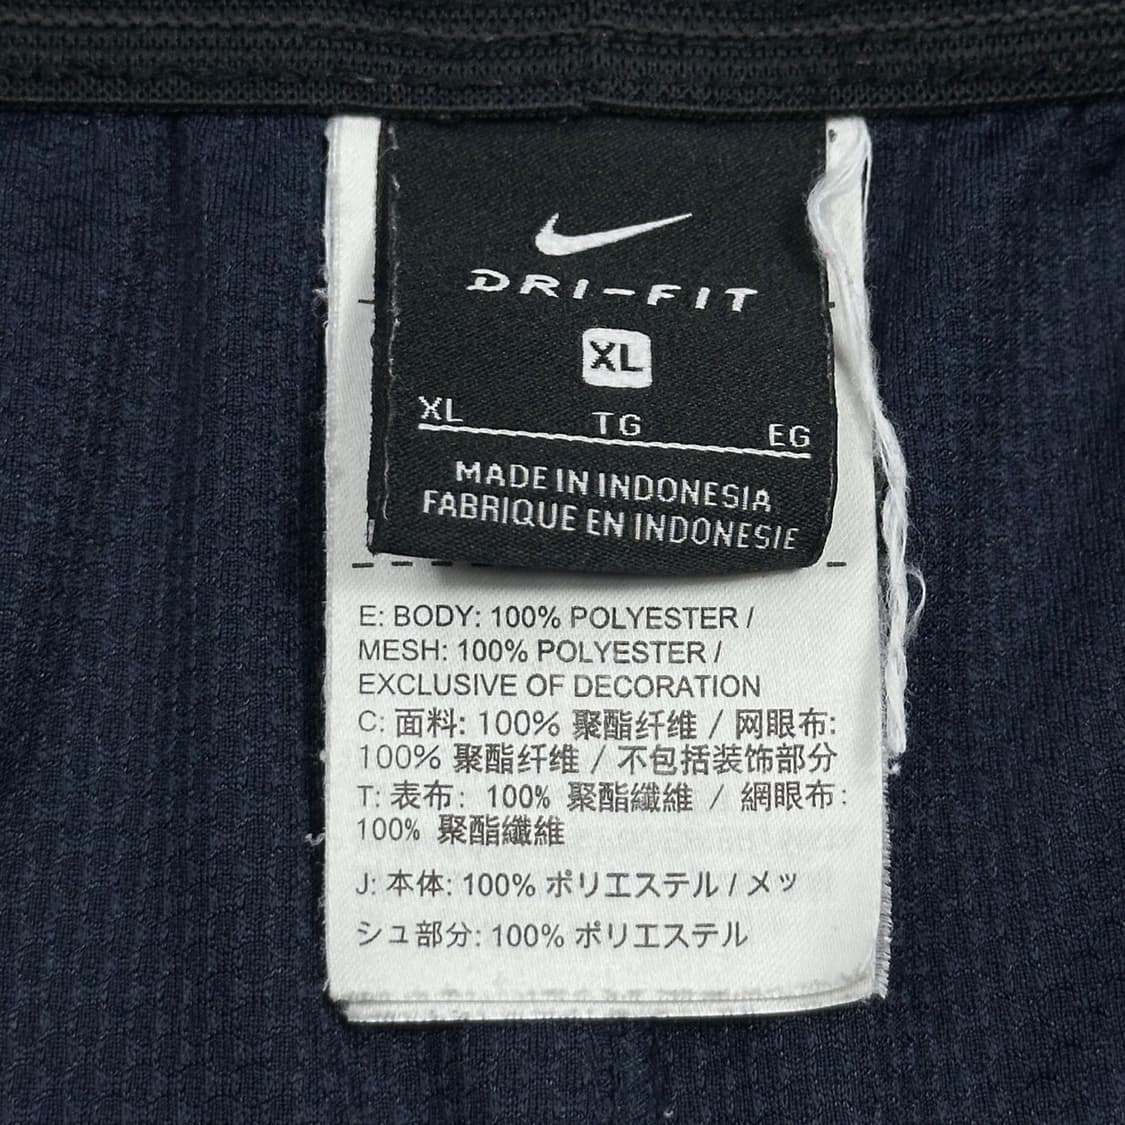 DRI-FIT
XL
XL TG EG
MADE IN INDONESIA
FABRIQUE EN INDONESIE
E: BODY: 100% POLYESTER /
MESH: 100% POLYESTER /
EXCLUSIVE OF DECORATION
C: 面料: 100% 聚酯纤维 / 网眼布:
100% 聚酯纤维 / 不包括装饰部分
T: 表布: 100% 聚酯纖維 / 網眼布:
100% 聚酯纖維
J: 本体: 100% ポリエステル / メッ
シュ部分: 100% ポリエステル